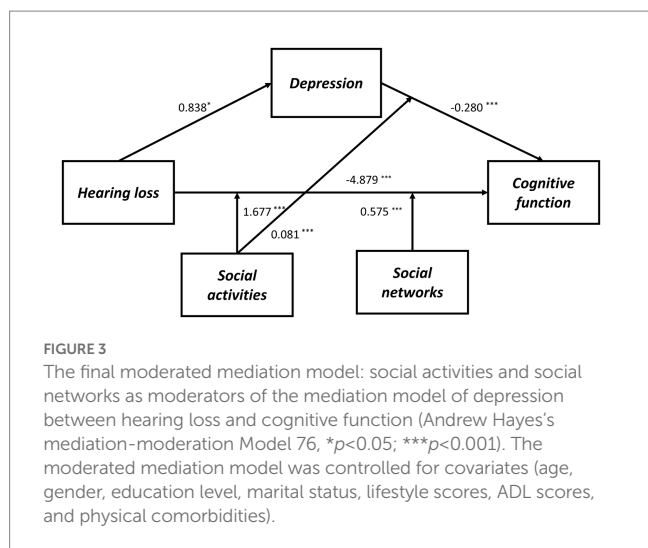 Depression
0.838*
-0.280 ***
Hearing loss
-4.879 ***
Cognitive
function
1.677 ***
0.081 ***
0.575 ***
Social
activities
Social
networks
FIGURE 3
The final moderated mediation model: social activities and social
networks as moderators of the mediation model of depression
between hearing loss and cognitive function (Andrew Hayes’s
mediation-moderation Model 76, *p<0.05; ***p<0.001). The
moderated mediation model was controlled for covariates (age,
gender, education level, marital status, lifestyle scores, ADL scores,
and physical comorbidities).